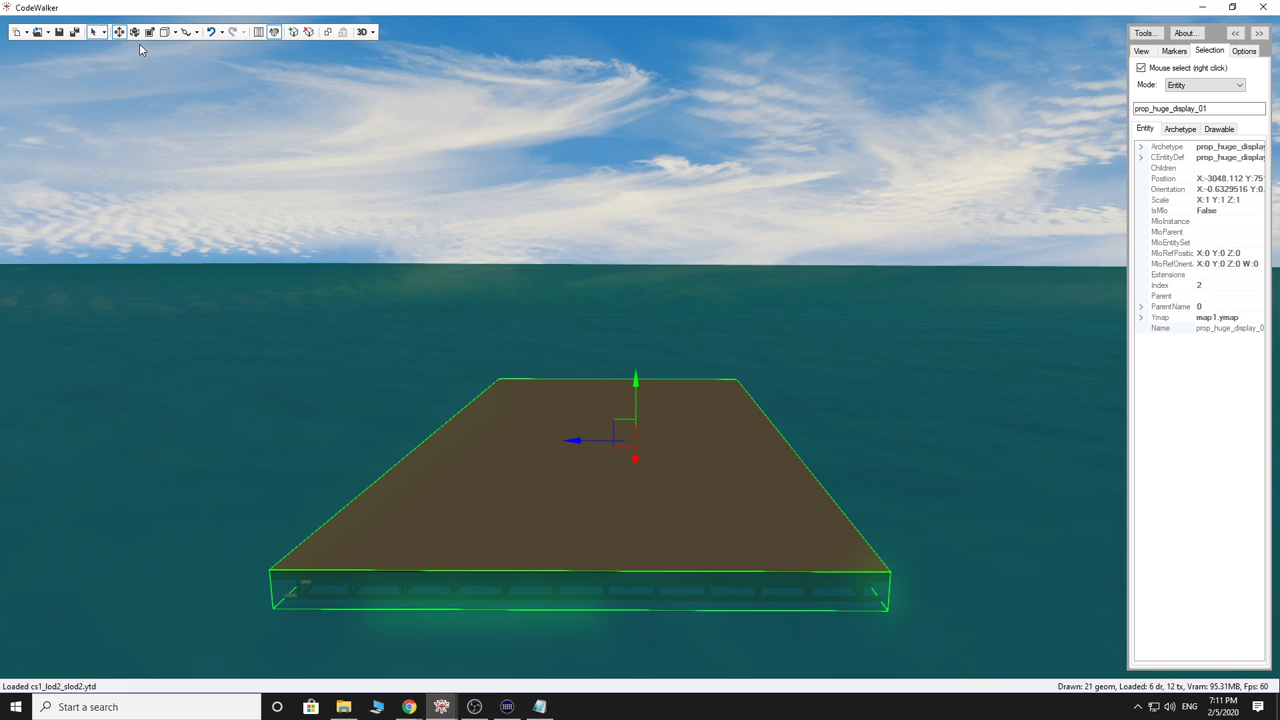 CodeWalker
3D
Tools...
About...
<<
>>
View
Markers
Selection
Options
Mouse select (right click)
Mode:
Entity
prop_huge_display_01
Entity
Archetype
Drawable
Archetype prop_huge_display
CEntityDef prop_huge_display
Children
Position X:-3048.112 Y:75
Orientation X:-0.6329516 Y:0.
Scale X:1 Y:1 Z:1
IsMlo False
MloInstance
MloParent
MloEntitySet
MloRefPositic X:0 Y:0 Z:0
MloRefOrient. X:0 Y:0 Z:0 W:0
Extensions
Index 2
Parent
ParentName 0
Ymap map1.ymap
Name prop_huge_display_0
Loaded cs1_lod2_slod2.ytd
Drawn: 21 geom, Loaded: 6 dr, 12 tx, Vram: 95.31MB, Fps: 60
Start a search
ENG
7:11 PM
2/5/2020